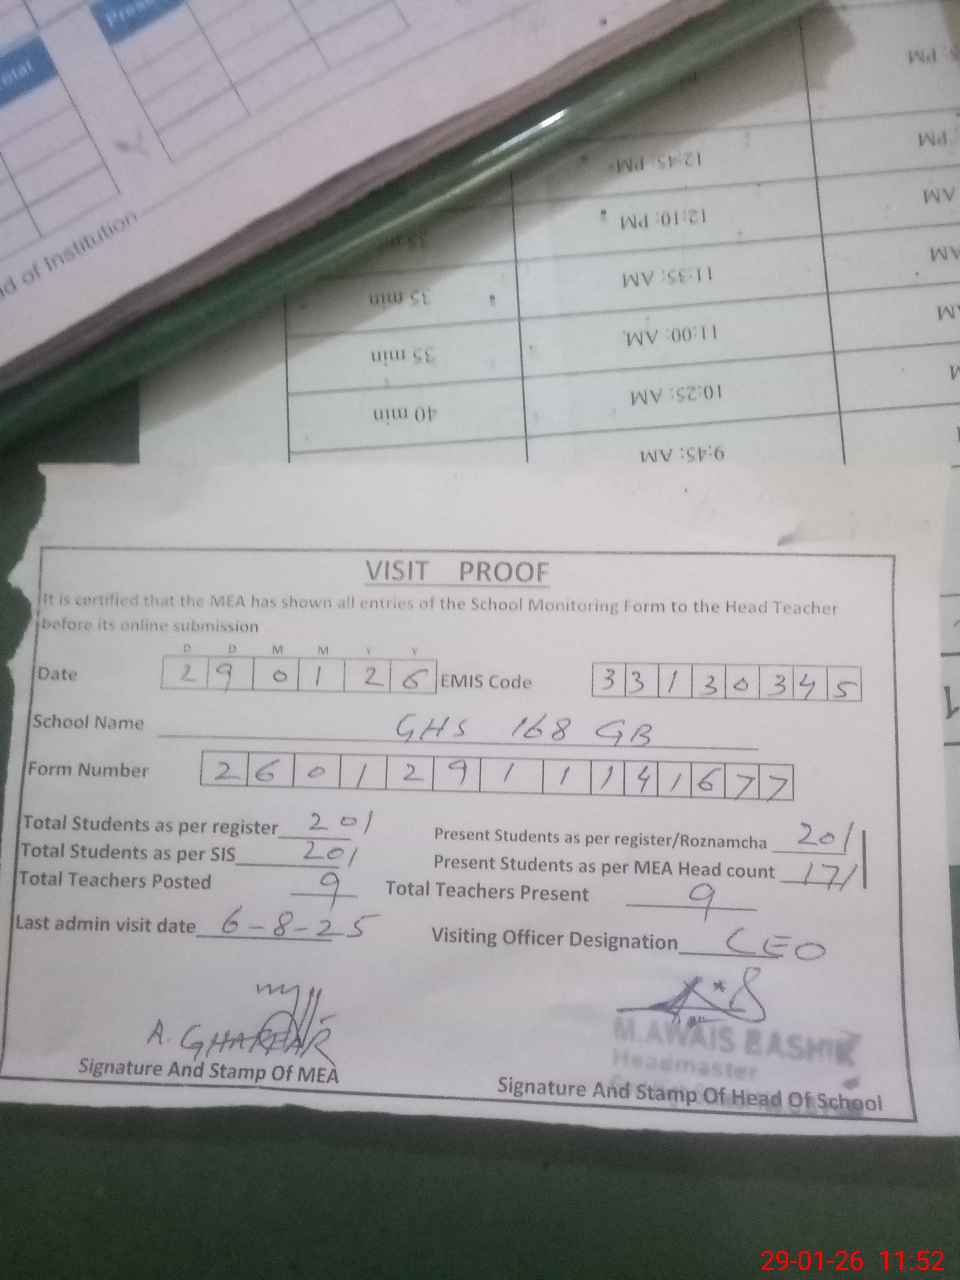 otal
d of Institution
PM
12:45: PM PM
12:10: PM AM
35 min 11:35: AM AM
35 min 11:00: AM
40 min 10:25: AM
9:45: AM
VISIT PROOF
It is certified that the MEA has shown all entries of the School Monitoring Form to the Head Teacher
before its online submission
D D M M Y Y
Date 2 9 0 1 2 6 EMIS Code 3 3 1 3 0 3 4 5
School Name GHS 168 GB
Form Number 2 6 0 1 2 9 1 1 1 4 1 6 7 7
Total Students as per register 201 Present Students as per register/Roznamcha 201
Total Students as per SIS 201 Present Students as per MEA Head count 171
Total Teachers Posted 9 Total Teachers Present 9
Last admin visit date 6-8-25 Visiting Officer Designation CEO
A. GHAFFAR
M.AWAIS BASHIR
Headmaster
Signature And Stamp Of MEA Signature And Stamp Of Head Of School
29-01-26 11:52